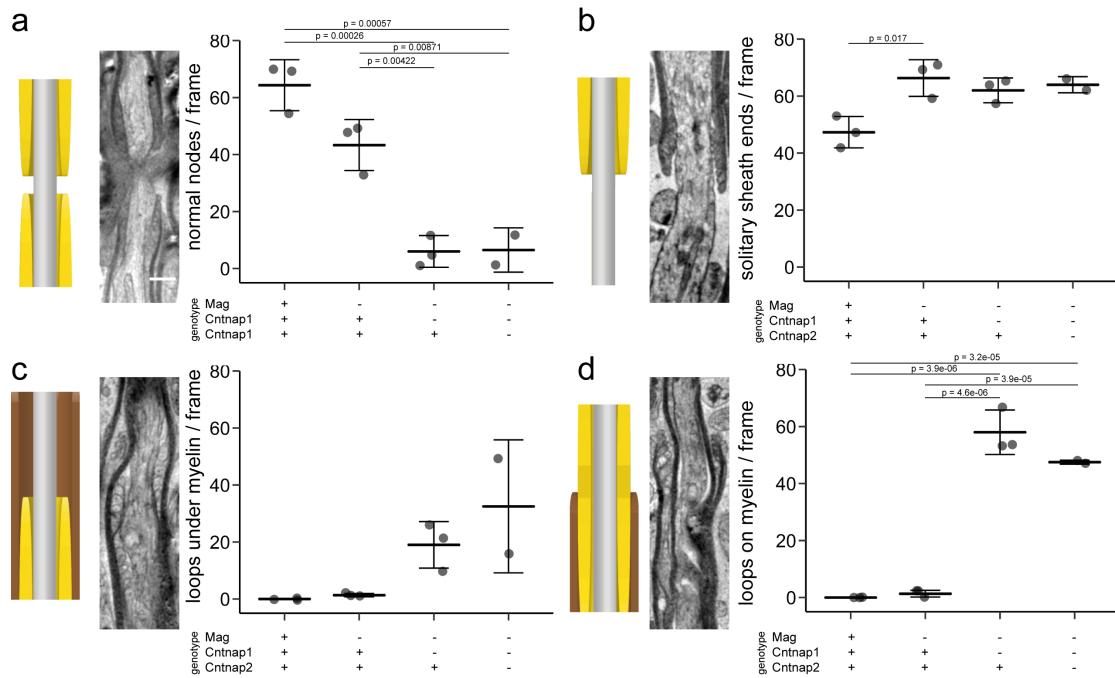 a
p = 0.00057
p = 0.00026
p = 0.00871
p = 0.00422
normal nodes / frame
80
60
40
20
0
genotype
Mag + - - -
Cntnap1 + + - -
Cntnap1 + + + -
b
p = 0.017
solitary sheath ends / frame
80
60
40
20
0
genotype
Mag + - - -
Cntnap1 + + - -
Cntnap2 + + + -
c
loops under myelin / frame
80
60
40
20
0
genotype
Mag + - - -
Cntnap1 + + - -
Cntnap2 + + + -
d
p = 3.2e-05
p = 3.9e-06
p = 3.9e-05
p = 4.6e-06
loops on myelin / frame
80
60
40
20
0
genotype
Mag + - - -
Cntnap1 + + - -
Cntnap2 + + + -